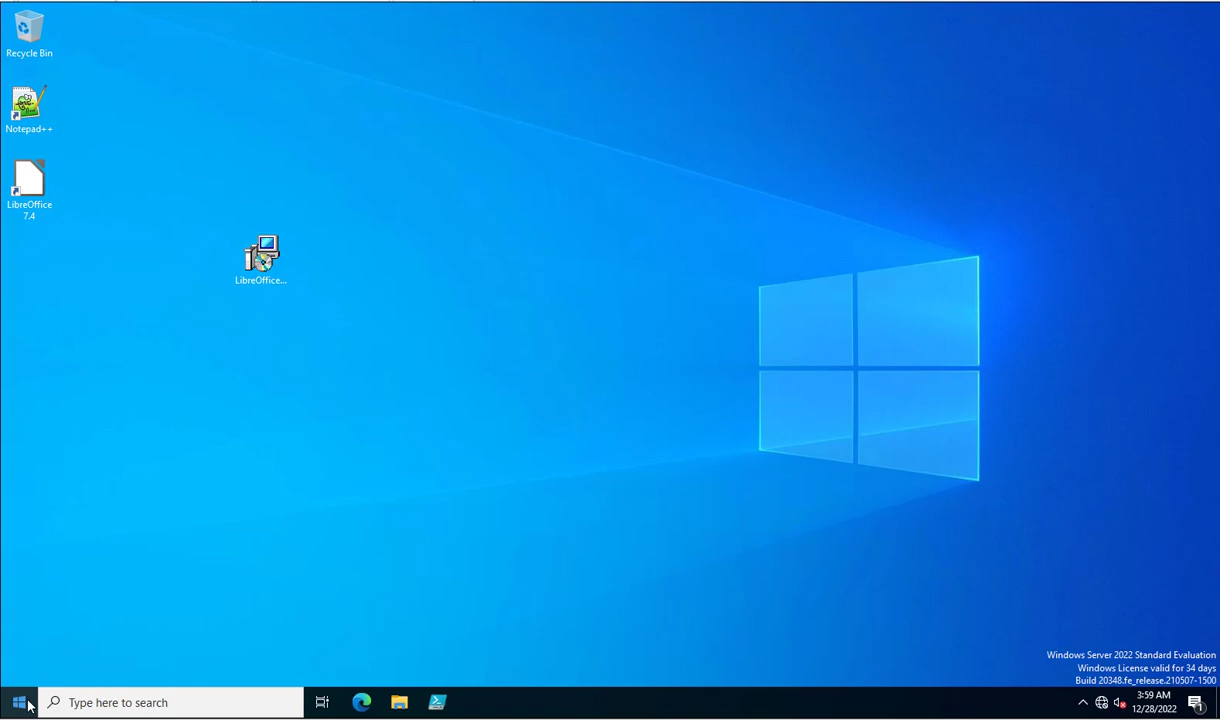 Recycle Bin
Notepad++
LibreOffice
7.4
LibreOffice...
Windows Server 2022 Standard Evaluation
Windows License valid for 34 days
Build 20348.fe_release.210507-1500
Type here to search
3:59 AM
12/28/2022
1